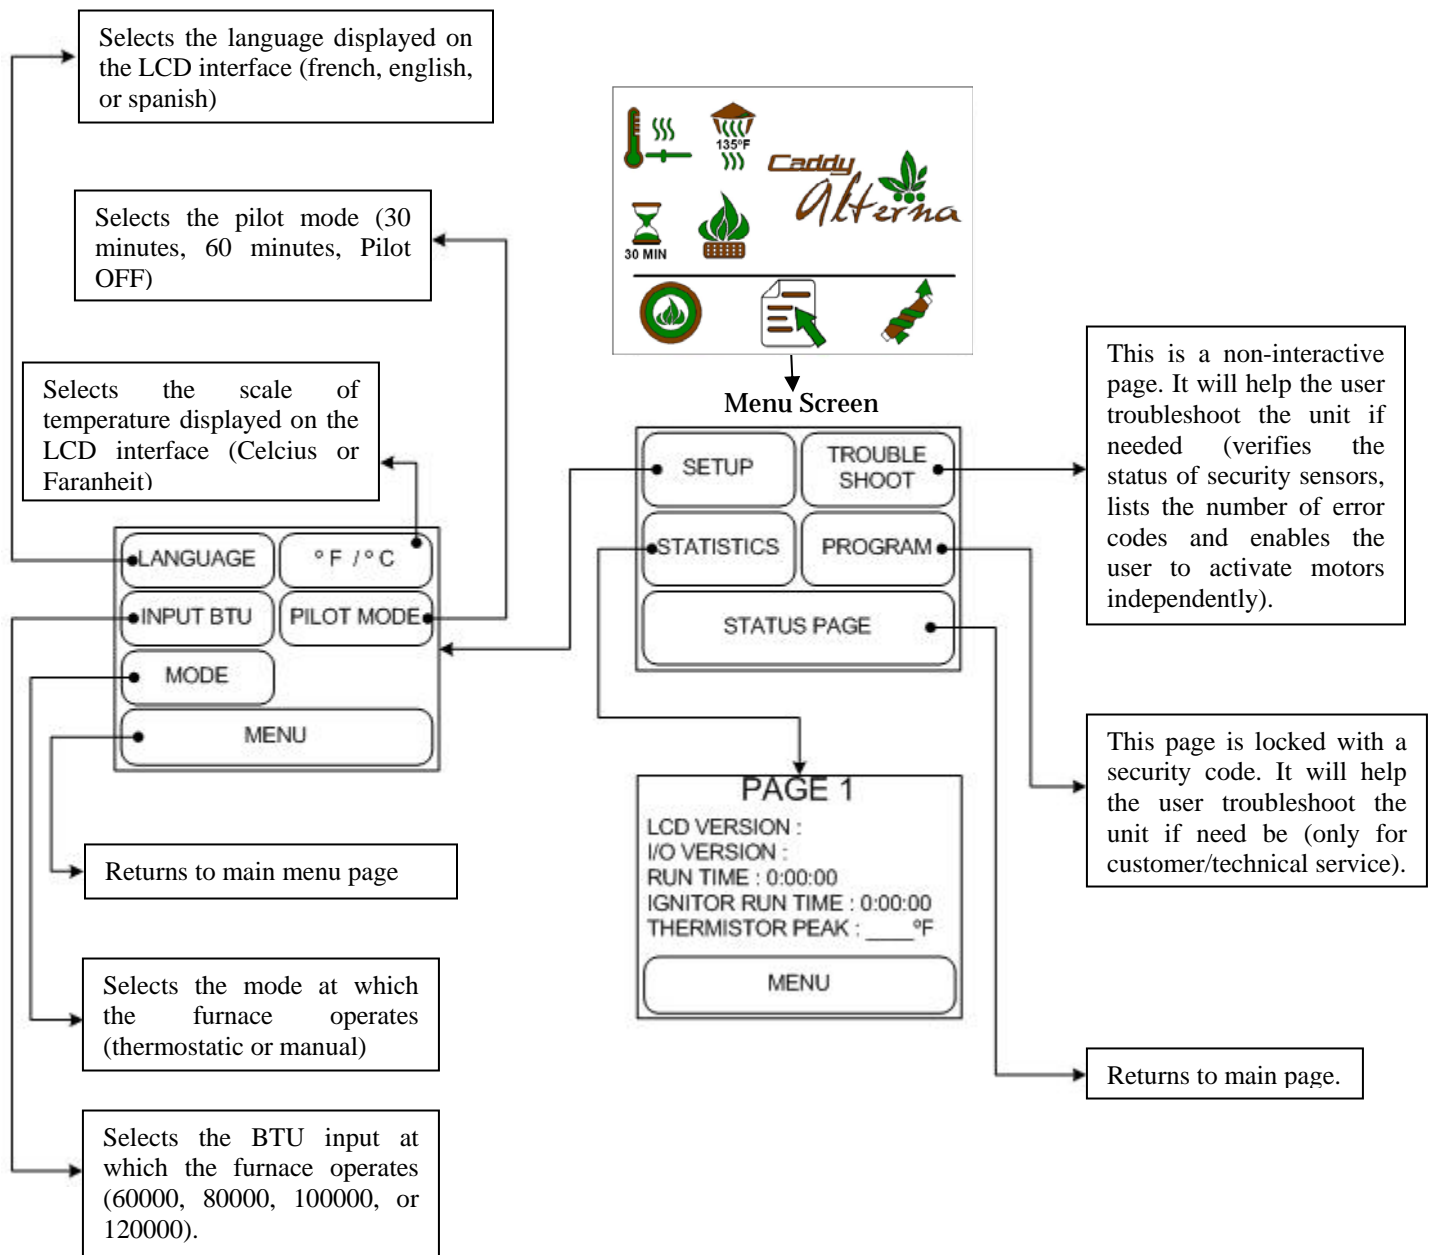 Selects the language displayed on
the LCD interface (french, english,
or spanish)
Selects the pilot mode (30
minutes, 60 minutes, Pilot
OFF)
Selects the scale of
temperature displayed on the
LCD interface (Celcius or
Faranheit)
135°F
30 MIN
Caddy
Alterna
Menu Screen
SETUP
TROUBLE
SHOOT
STATISTICS
PROGRAM
STATUS PAGE
This is a non-interactive
page. It will help the user
troubleshoot the unit if
needed (verifies the
status of security sensors,
lists the number of error
codes and enables the
user to activate motors
independently).
LANGUAGE
° F / ° C
INPUT BTU
PILOT MODE
MODE
MENU
This page is locked with a
security code. It will help
the user troubleshoot the
unit if need be (only for
customer/technical service).
PAGE 1
LCD VERSION :
I/O VERSION :
RUN TIME : 0:00:00
IGNITOR RUN TIME : 0:00:00
THERMISTOR PEAK : ____°F
MENU
Returns to main menu page
Selects the mode at which
the furnace operates
(thermostatic or manual)
Returns to main page.
Selects the BTU input at
which the furnace operates
(60000, 80000, 100000, or
120000).